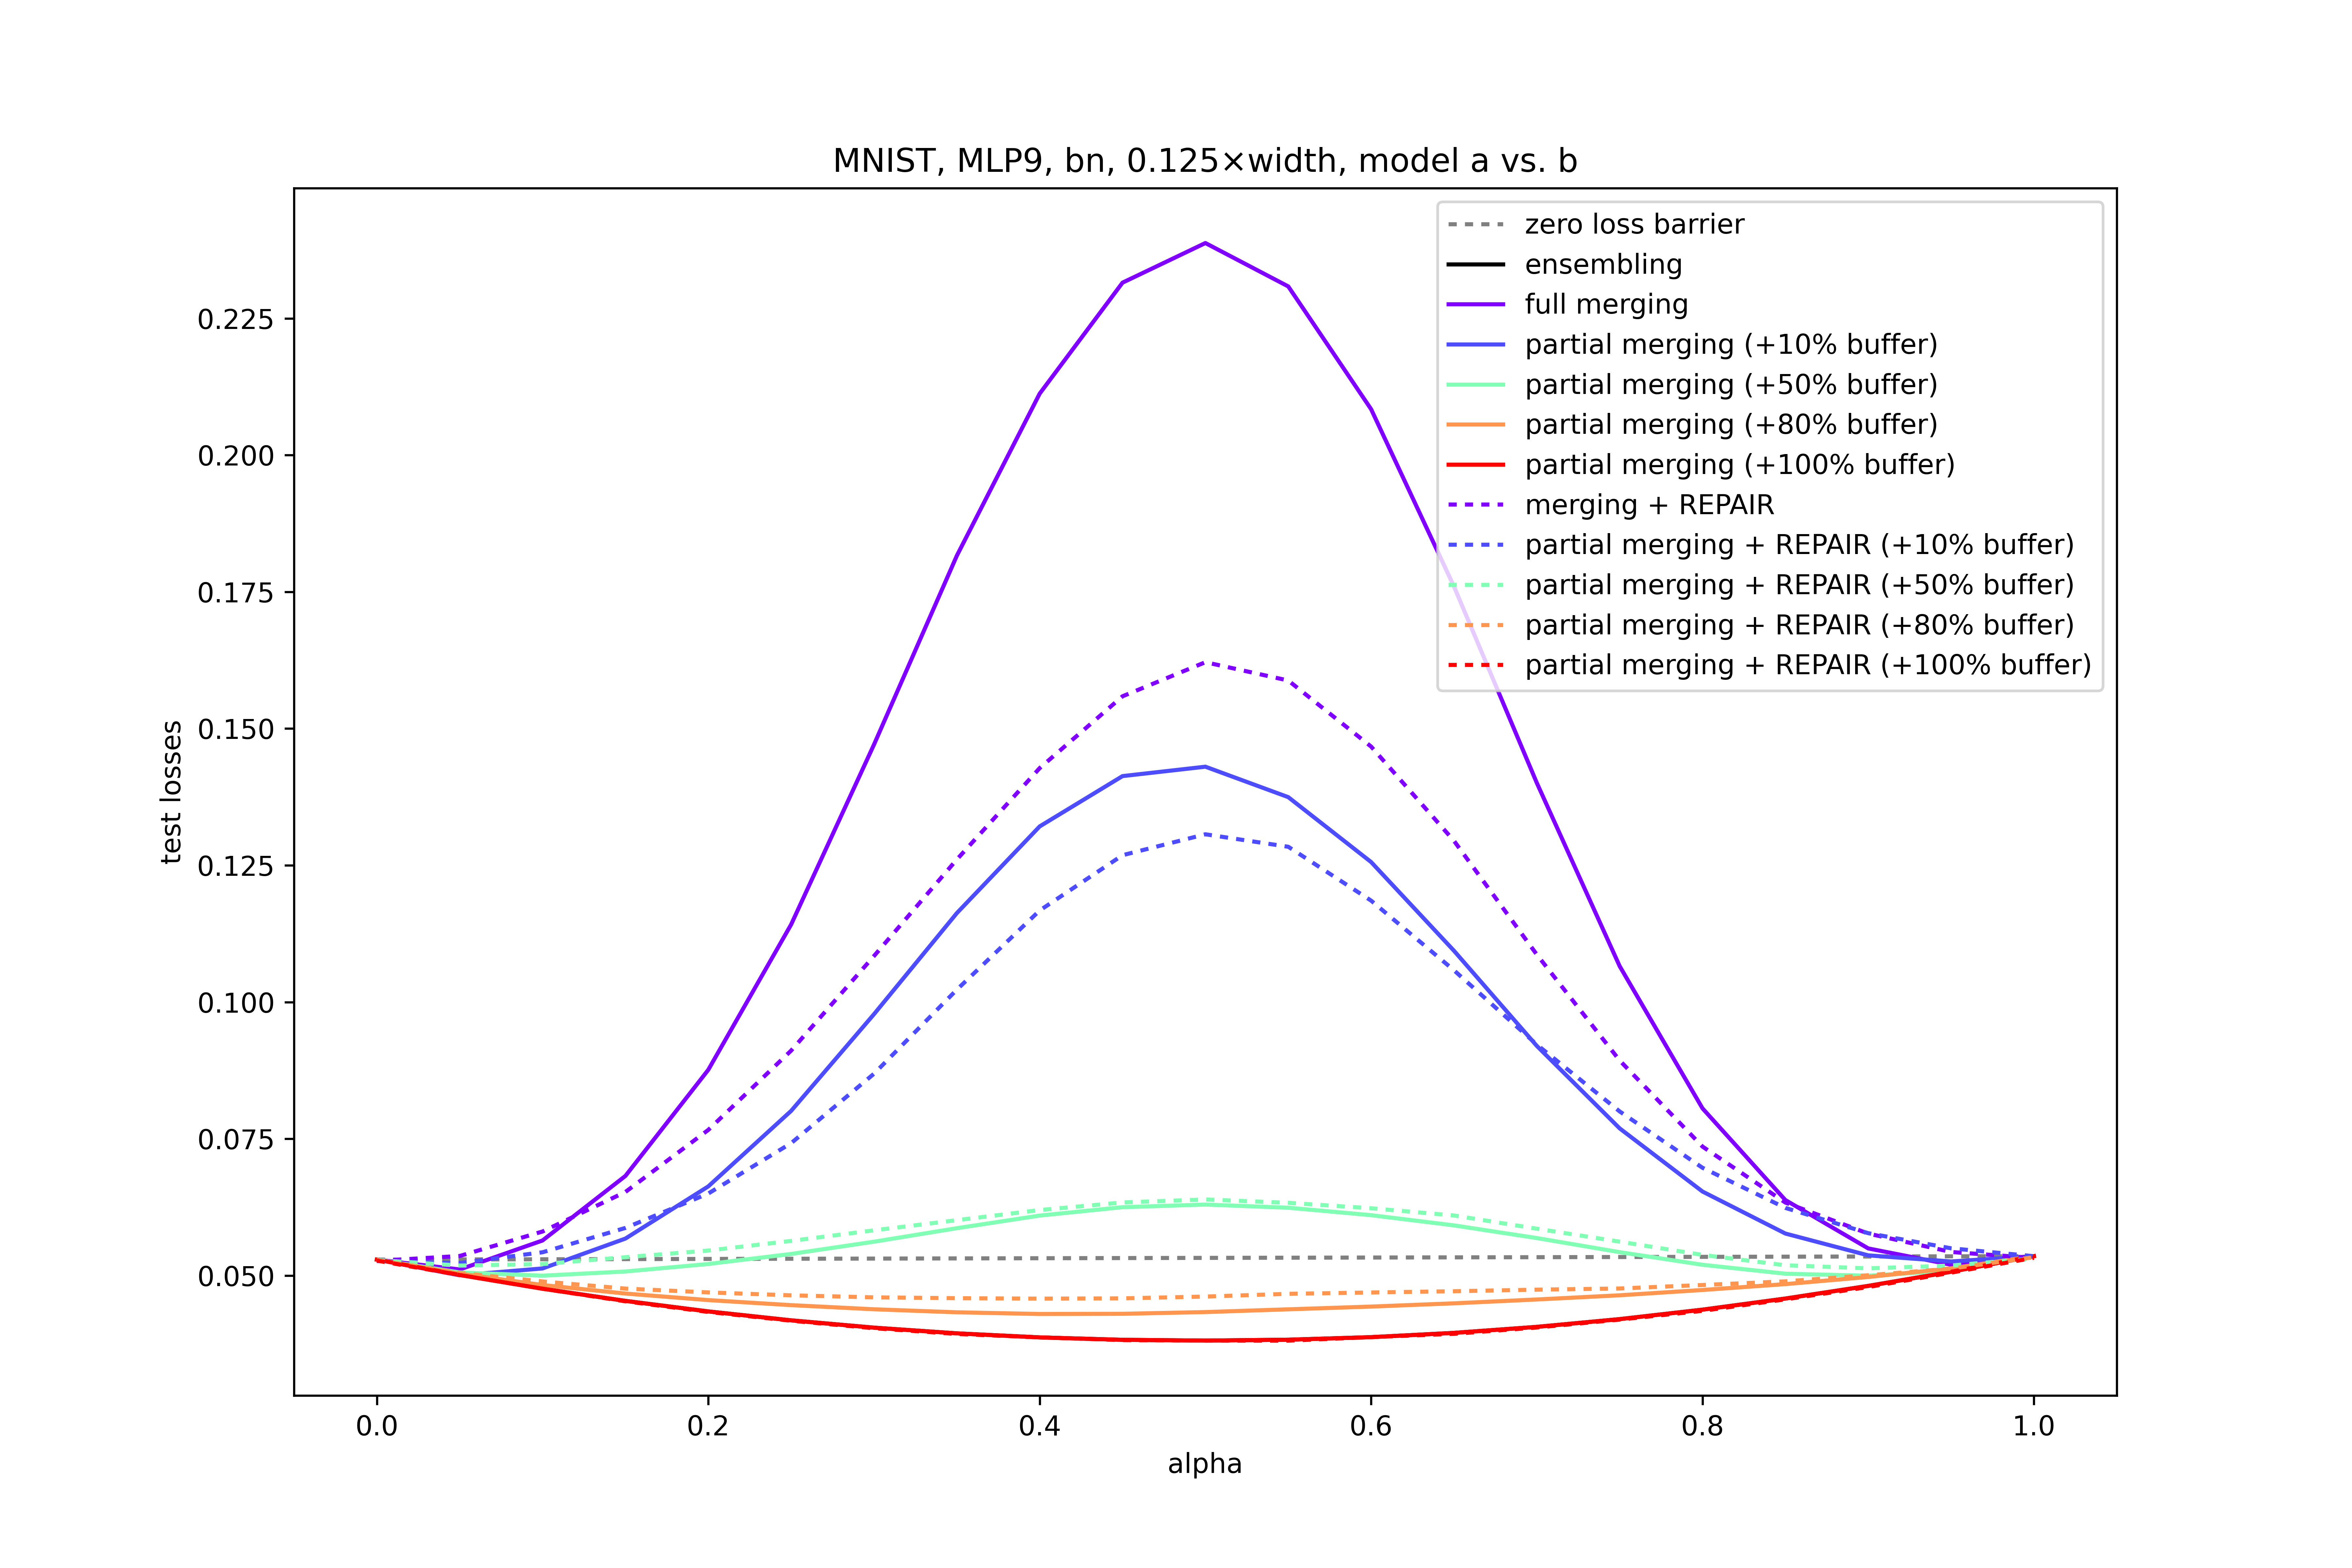 MNIST, MLP9, bn, 0.125×width, model a vs. b
zero loss barrier
ensembling
full merging
partial merging (+10% buffer)
partial merging (+50% buffer)
partial merging (+80% buffer)
partial merging (+100% buffer)
merging + REPAIR
partial merging + REPAIR (+10% buffer)
partial merging + REPAIR (+50% buffer)
partial merging + REPAIR (+80% buffer)
partial merging + REPAIR (+100% buffer)
test losses
0.225
0.200
0.175
0.150
0.125
0.100
0.075
0.050
0.0 0.2 0.4 0.6 0.8 1.0
alpha